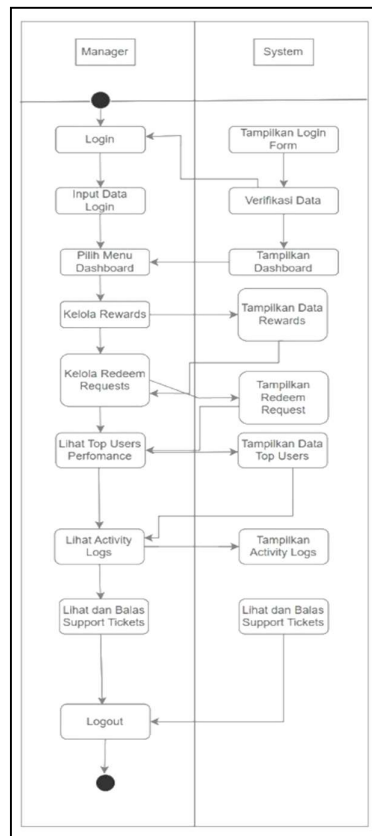 Manager
System
Login
Tampilkan Login
Form
Input Data
Login
Verifikasi Data
Pilih Menu
Dashboard
Tampilkan
Dashboard
Kelola Rewards
Tampilkan Data
Rewards
Kelola Redeem
Requests
Tampilkan
Redeem
Request
Lihat Top Users
Perfomance
Tampilkan Data
Top Users
Lihat Activity
Logs
Tampilkan
Activity Logs
Lihat dan Balas
Support Tickets
Lihat dan Balas
Support Tickets
Logout